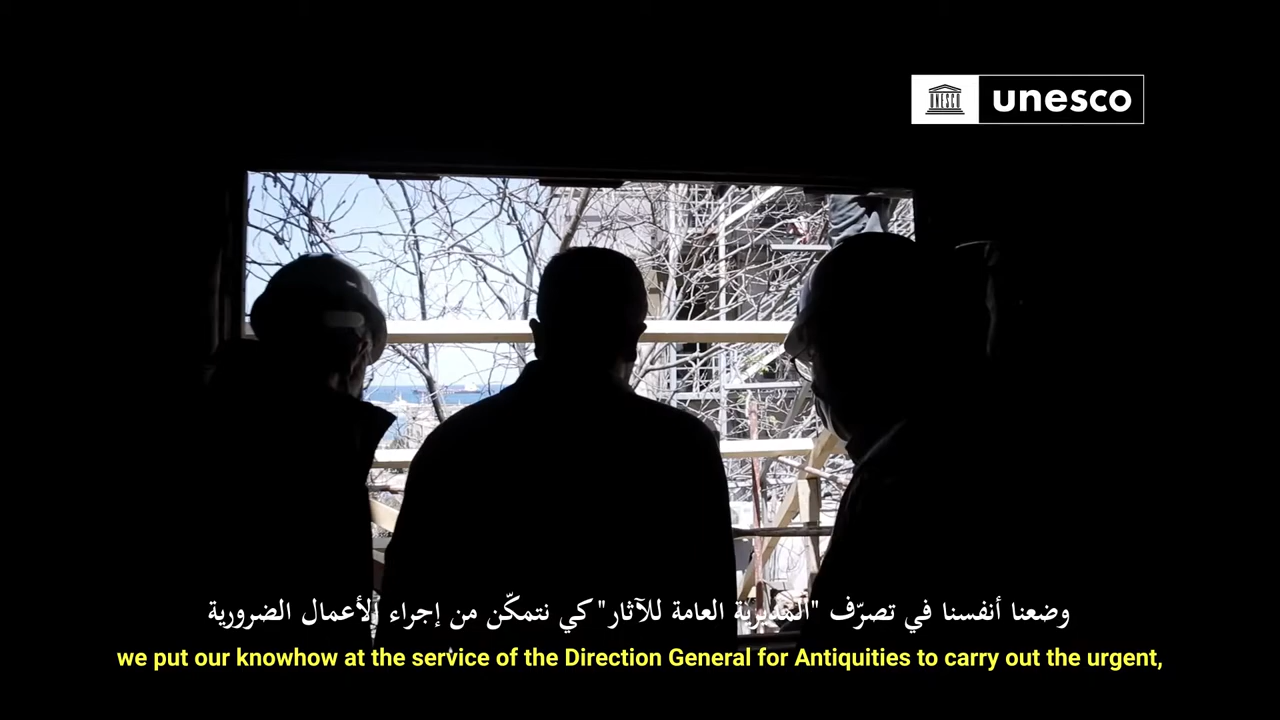 UNESCO
unesco
وضعنا أنفسنا في تصرّف "المديرية العامة للآثار" كي نتمكّن من إجراء الأعمال الضرورية
we put our knowhow at the service of the Direction General for Antiquities to carry out the urgent,